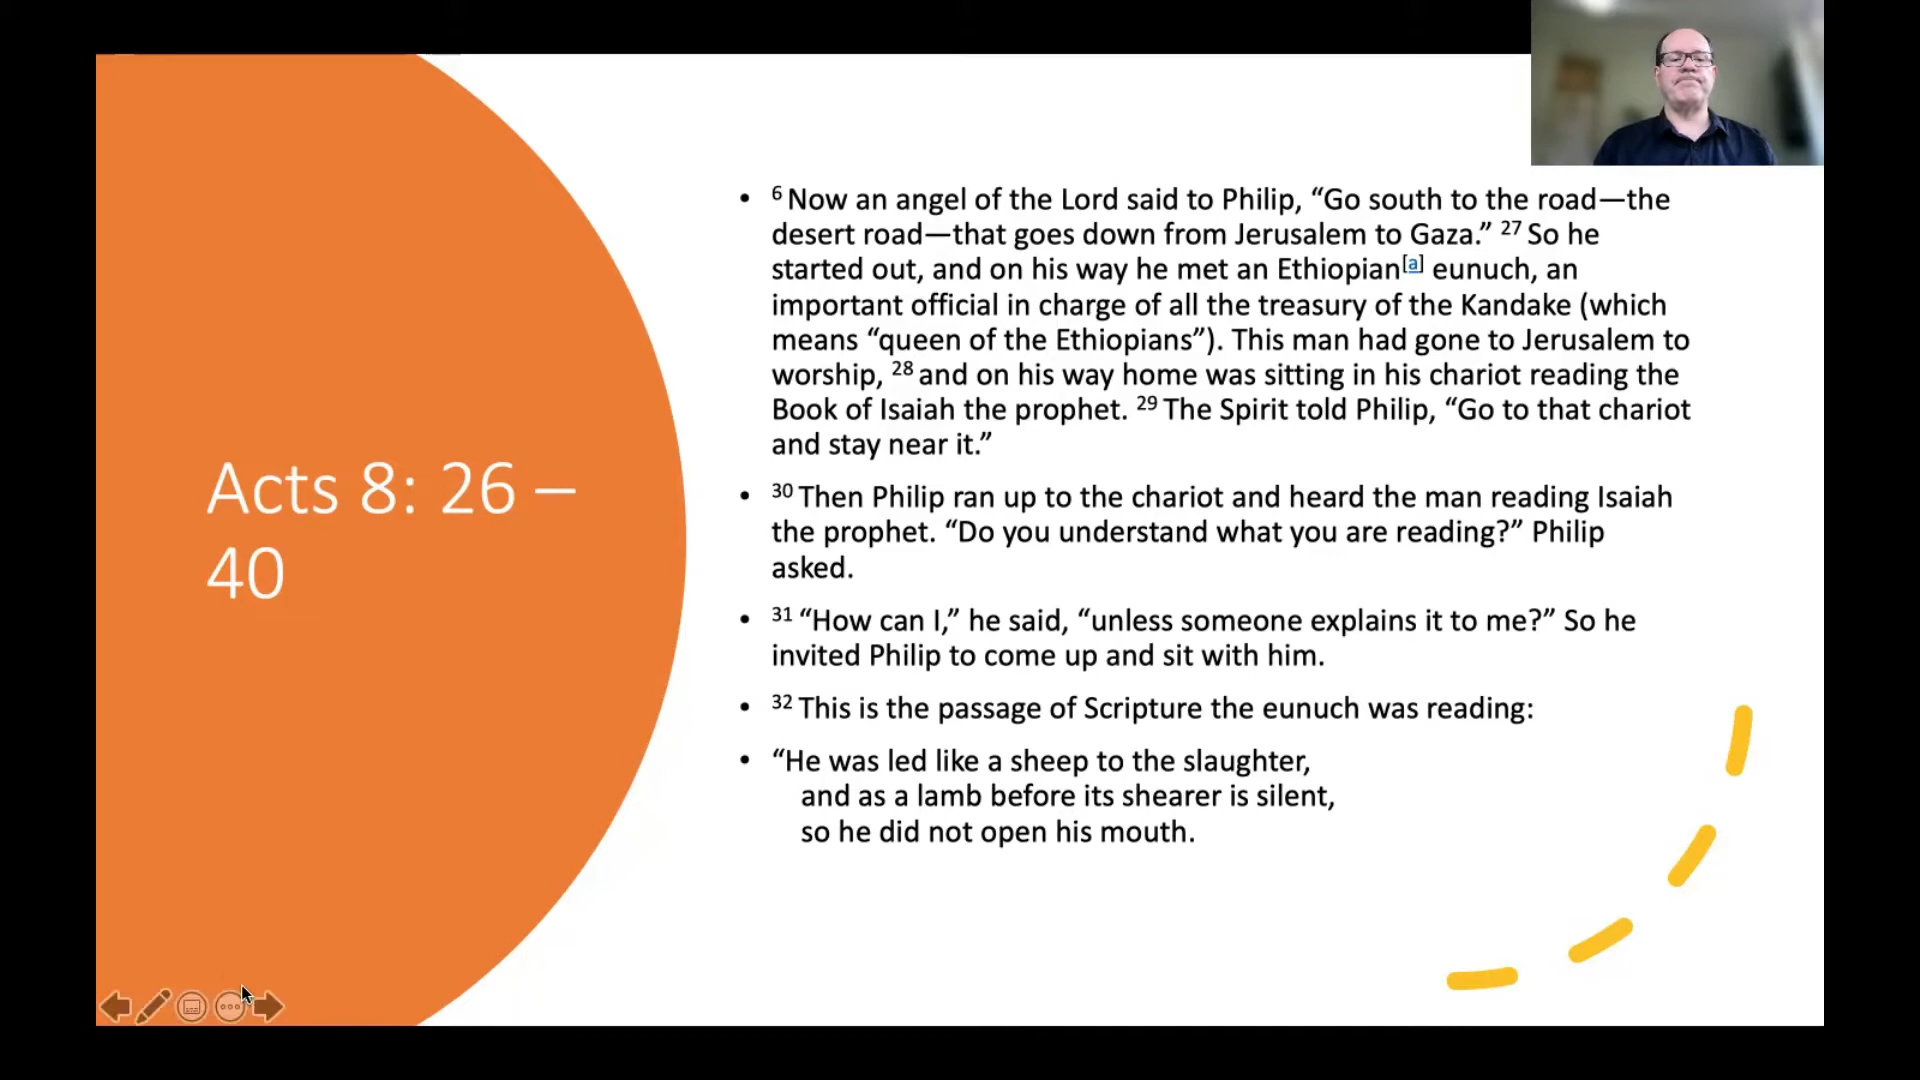 Acts 8: 26 –
40
• ⁶ Now an angel of the Lord said to Philip, “Go south to the road—the
desert road—that goes down from Jerusalem to Gaza.” ²⁷ So he
started out, and on his way he met an Ethiopian[a] eunuch, an
important official in charge of all the treasury of the Kandake (which
means “queen of the Ethiopians”). This man had gone to Jerusalem to
worship, ²⁸ and on his way home was sitting in his chariot reading the
Book of Isaiah the prophet. ²⁹ The Spirit told Philip, “Go to that chariot
and stay near it.”
• ³⁰ Then Philip ran up to the chariot and heard the man reading Isaiah
the prophet. “Do you understand what you are reading?” Philip
asked.
• ³¹ “How can I,” he said, “unless someone explains it to me?” So he
invited Philip to come up and sit with him.
• ³² This is the passage of Scripture the eunuch was reading:
• “He was led like a sheep to the slaughter,
and as a lamb before its shearer is silent,
so he did not open his mouth.